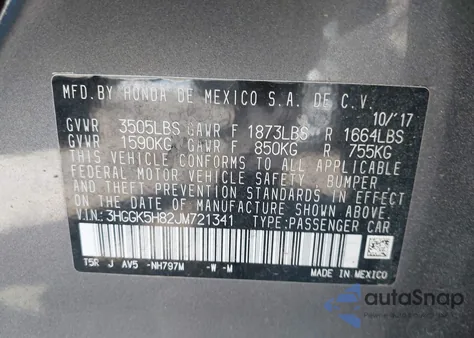 MFD.BY HONDA DE MEXICO S.A. DE C.V.
10/'17
GVWR 3505LBS GAWR F 1873LBS R 1664LBS
GVWR 1590KG GAWR F 850KG R 755KG
THIS VEHICLE CONFORMS TO ALL APPLICABLE
FEDERAL MOTOR VEHICLE SAFETY, BUMPER,
AND THEFT PREVENTION STANDARDS IN EFFECT
ON THE DATE OF MANUFACTURE SHOWN ABOVE.
VIN:3HGGK5H82JM721341 TYPE:PASSENGER CAR
T5R J AV5 -NH797M -W -M
MADE IN MEXICO
autoSnap